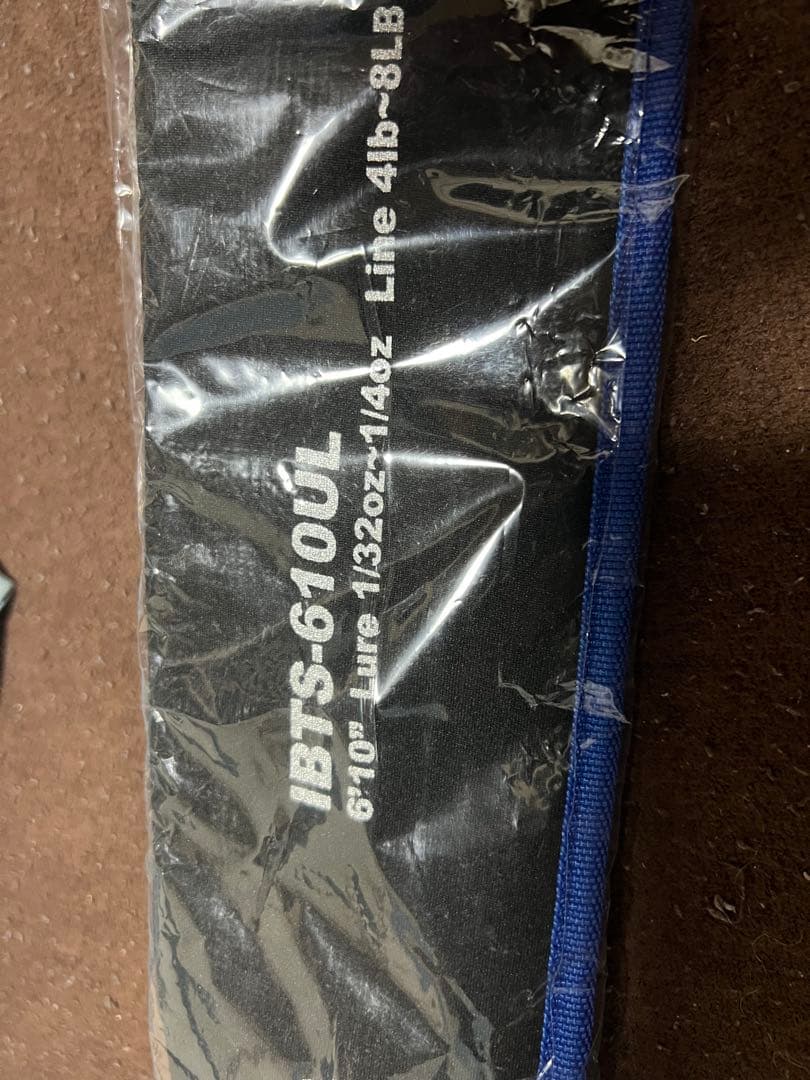 IBTS-610UL
6'10" Lure 1/32oz~1/4oz Line 4lb~8LB